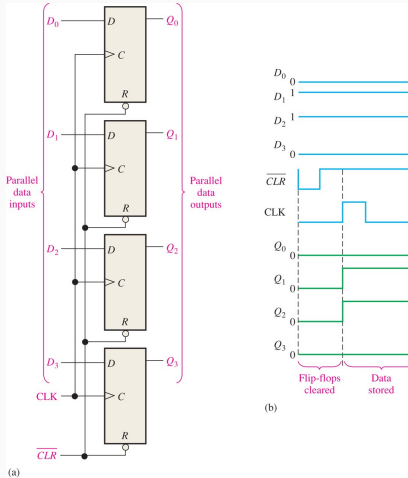 D0 D Q0
C
R
D1 D Q1
C
R
Parallel data inputs
Parallel data outputs
D2 D Q2
C
R
D3 D Q3
CLK C
R
CLR
(a)
D0 0
D1 1
D2 1
D3 0
CLR
CLK
Q0 0
Q1 0
Q2 0
Q3 0
Flip-flops cleared
Data stored
(b)